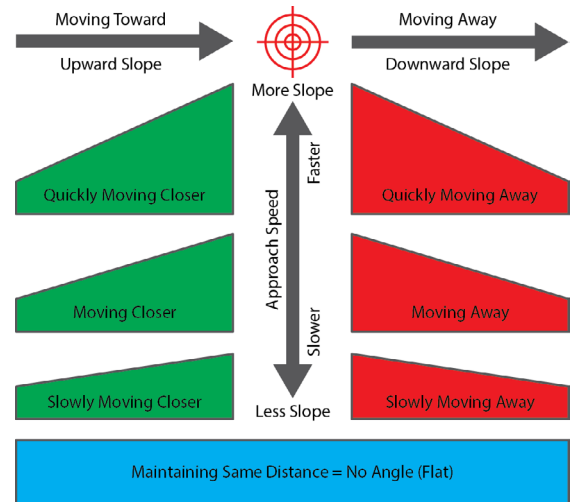 Moving Toward
Upward Slope
Moving Away
Downward Slope
More Slope
Quickly Moving Closer
Moving Closer
Slowly Moving Closer
Faster
Approach Speed
Slower
Less Slope
Quickly Moving Away
Moving Away
Slowly Moving Away
Maintaining Same Distance = No Angle (Flat)